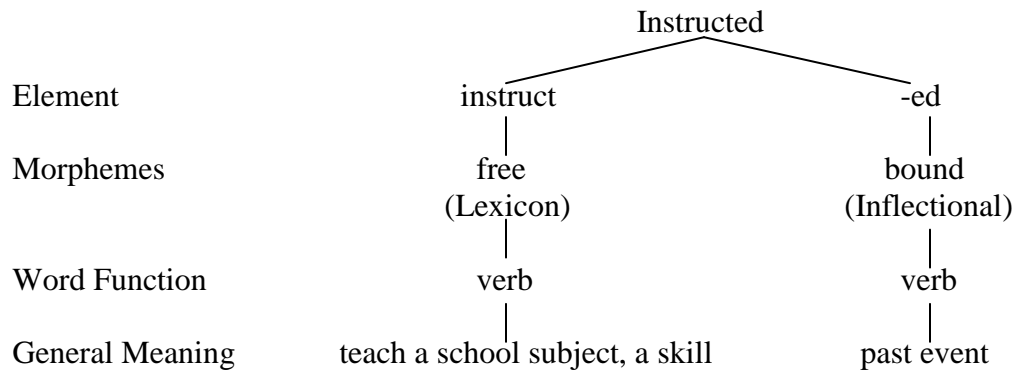 Instructed
Element instruct -ed
Morphemes free bound
(Lexicon) (Inflectional)
Word Function verb verb
General Meaning teach a school subject, a skill past event